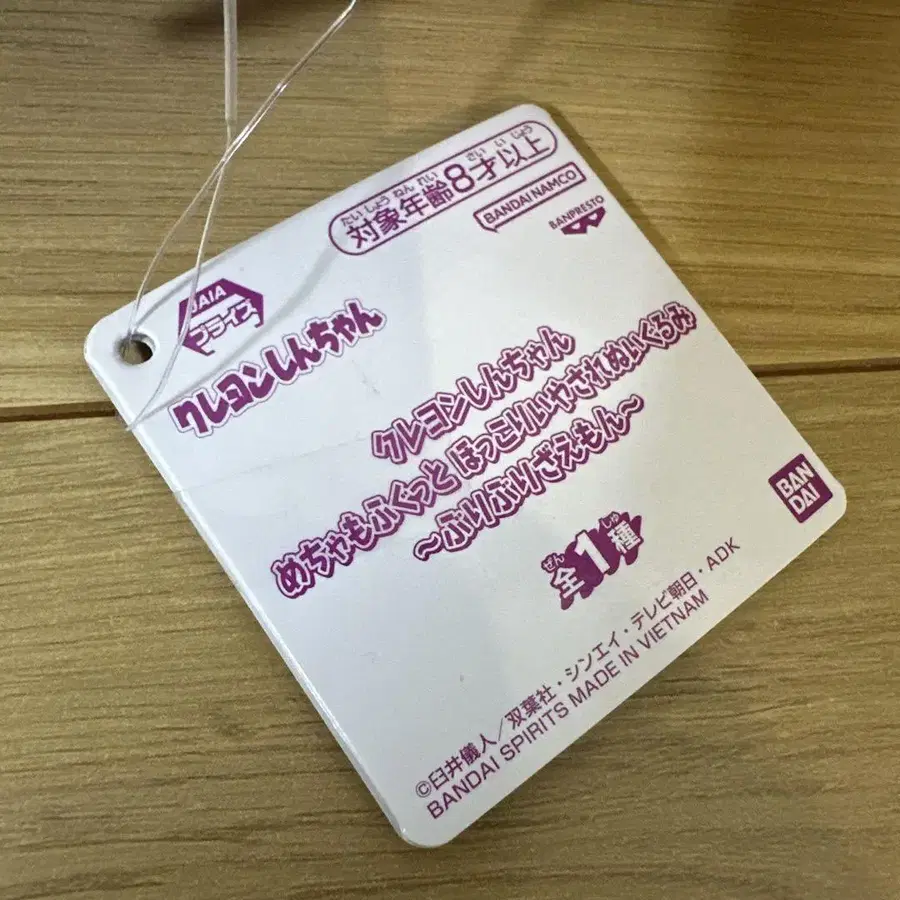 たいしょうねんれい さいいじょう
対象年齢8才以上
BANDAI NAMCO
BANPRESTO
JAIA
プライズ
クレヨンしんちゃん
クレヨンしんちゃん
めちゃもふぐっと ほっこりいやされぬいぐるみ
～ぶりぶりざえもん～
ぜん しゅ
全1種
BAN
DAI
©臼井儀人／双葉社・シンエイ・テレビ朝日・ADK
BANDAI SPIRITS MADE IN VIETNAM